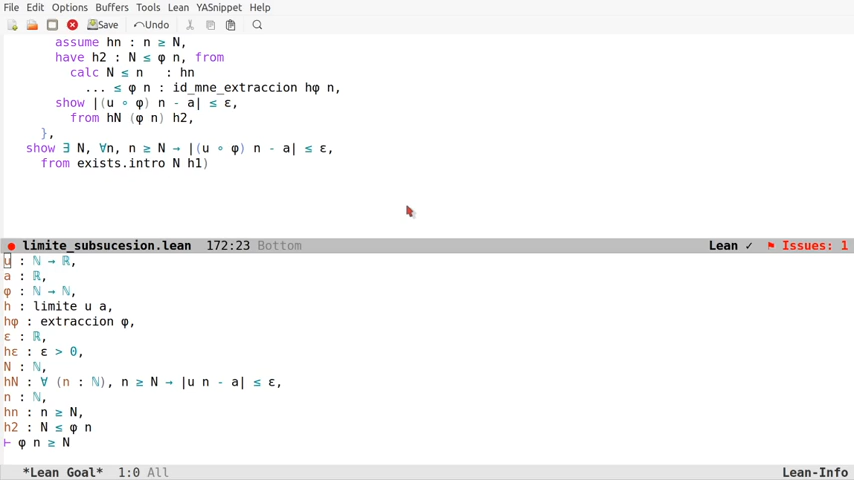 File Edit Options Buffers Tools Lean YASnippet Help
Save Undo
assume hn : n ≥ N,
have h2 : N ≤ φ n, from
calc N ≤ n : hn
... ≤ φ n : id_mne_extraccion hφ n,
show |(u ∘ φ) n - a| ≤ ε,
from hN (φ n) h2,
},
show ∃ N, ∀n, n ≥ N → |(u ∘ φ) n - a| ≤ ε,
from exists.intro N h1)
limite_subsucesion.lean 172:23 Bottom Lean ✓ Issues: 1
u : ℕ → ℝ,
a : ℝ,
φ : ℕ → ℕ,
h : limite u a,
hφ : extraccion φ,
ε : ℝ,
hε : ε > 0,
N : ℕ,
hN : ∀ (n : ℕ), n ≥ N → |u n - a| ≤ ε,
n : ℕ,
hn : n ≥ N,
h2 : N ≤ φ n
⊢ φ n ≥ N
*Lean Goal* 1:0 All Lean-Info